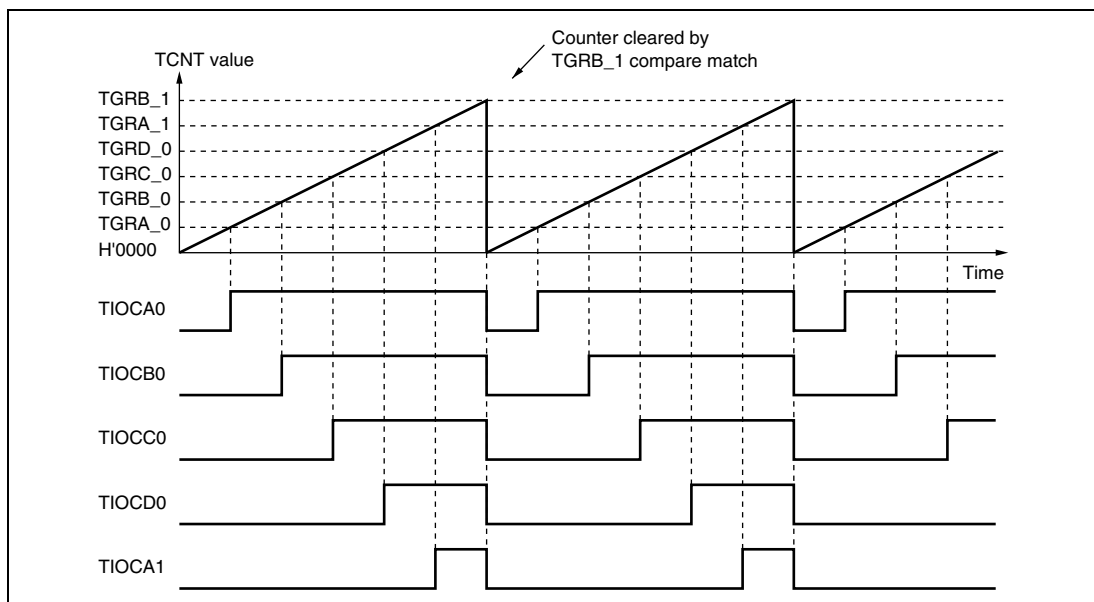 Counter cleared by
TGRB_1 compare match
TCNT value
TGRB_1
TGRA_1
TGRD_0
TGRC_0
TGRB_0
TGRA_0
H'0000
Time
TIOCA0
TIOCB0
TIOCC0
TIOCD0
TIOCA1